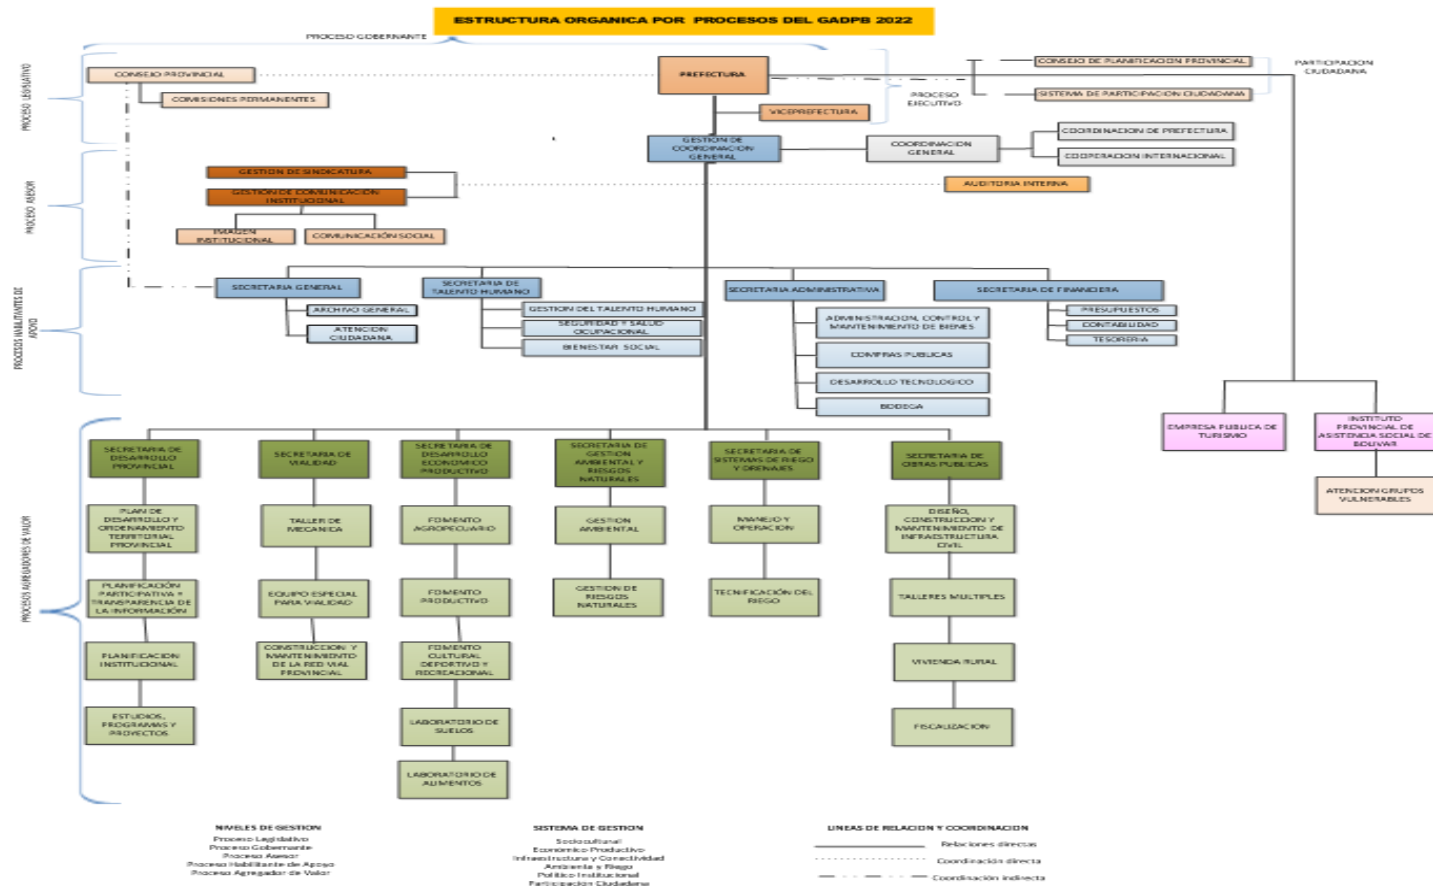 ESTRUCTURA ORGANICA POR PROCESOS DEL GADPB 2022
PROCESO GOBERNANTE
PROCESO LEGISLATIVO
CONSEJO PROVINCIAL
COMISIONES PERMANENTES
PREFECTURA
VICEPREFECTURA
PROCESO
EJECUTIVO
CONSEJO DE PLANIFICACION PROVINCIAL
SISTEMA DE PARTICIPACION CIUDADANA
PARTICIPACION
CIUDADANA
GESTION DE
COORDINACION
GENERAL
COORDINACION
GENERAL
COORDINACION DE PREFECTURA
COOPERACION INTERNACIONAL
PROCESO ASESOR
GESTION DE SINDICATURA
GESTION DE COMUNICACIÓN
INSTITUCIONAL
IMAGEN
INSTITUCIONAL
COMUNICACIÓN SOCIAL
AUDITORIA INTERNA
PROCESOS HABILITANTES DE
APOYO
SECRETARIA GENERAL
ARCHIVO GENERAL
ATENCION
CIUDADANA
SECRETARIA DE
TALENTO HUMANO
GESTION DEL TALENTO HUMANO
SEGURIDAD Y SALUD
OCUPACIONAL
BIENESTAR SOCIAL
SECRETARIA ADMINISTRATIVA
ADMINISTRACION, CONTROL Y
MANTENIMIENTO DE BIENES
COMPRAS PUBLICAS
DESARROLLO TECNOLOGICO
BODEGA
SECRETARIA DE FINANCIERA
PRESUPUESTOS
CONTABILIDAD
TESORERIA
EMPRESA PUBLICA DE
TURISMO
INSTITUTO
PROVINCIAL DE
ASISTENCIA SOCIAL DE
BOLIVAR
ATENCION GRUPOS
VULNERABLES
PROCESOS AGREGADORES DE VALOR
SECRETARIA DE
DESARROLLO
PROVINCIAL
PLAN DE
DESARROLLO Y
ORDENAMIENTO
TERRITORIAL
PROVINCIAL
PLANIFICACIÓN
PARTICIPATIVA Y
TRANSPARENCIA DE
LA INFORMACIÓN
PLANIFICACION
INSTITUCIONAL
ESTUDIOS,
PROGRAMAS Y
PROYECTOS
SECRETARIA DE
VIALIDAD
TALLER DE
MECANICA
EQUIPO ESPECIAL
PARA VIALIDAD
CONSTRUCCION Y
MANTENIMIENTO
DE LA RED VIAL
PROVINCIAL
SECRETARIA DE
DESARROLLO
ECONOMICO
PRODUCTIVO
FOMENTO
AGROPECUARIO
FOMENTO
PRODUCTIVO
FOMENTO
CULTURAL
DEPORTIVO Y
RECREACIONAL
LABORATORIO DE
SUELOS
LABORATORIO DE
ALIMENTOS
SECRETARIA DE
GESTION
AMBIENTAL Y
RIESGOS
NATURALES
GESTION
AMBIENTAL
GESTION DE
RIESGOS
NATURALES
SECRETARIA DE
SISTEMAS DE RIEGO
Y DRENAJES
MANEJO Y
OPERACION
TECNIFICACIÓN DEL
RIEGO
SECRETARIA DE
OBRAS PUBLICAS
DISEÑO,
CONSTRUCCION Y
MANTENIMIENTO DE
INFRAESTRUCTURA
CIVIL
TALLERES MULTIPLES
VIVIENDA RURAL
FISCALIZACION
NIVELES DE GESTION
Proceso Legislativo
Proceso Gobernante
Proceso Asesor
Proceso Habilitante de Apoyo
Proceso Agregador de Valor
SISTEMA DE GESTION
Sociocultural
Económico Productivo
Infraestructura y Conectividad
Ambiente y Riego
Político Institucional
Participación Ciudadana
LINEAS DE RELACION Y COORDINACION
Relaciones directas
Coordinación directa
Coordinación indirecta